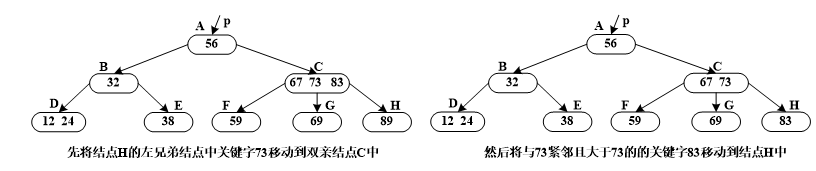 A p
56
B C
32 67 73 83
D E F G H
12 24 38 59 69 89
先将结点H的左兄弟结点中关键字73移动到双亲结点C中
A p
56
B C
32 67 73
D E F G H
12 24 38 59 69 83
然后将与73紧邻且大于73的的关键字83移动到结点H中